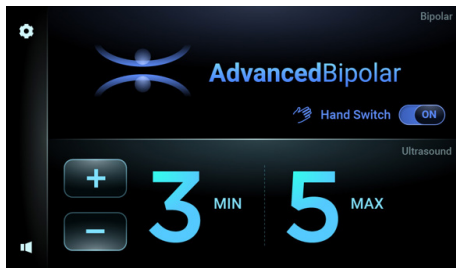 Bipolar
AdvancedBipolar
Hand Switch ON
Ultrasound
+ 3 MIN 5 MAX
−